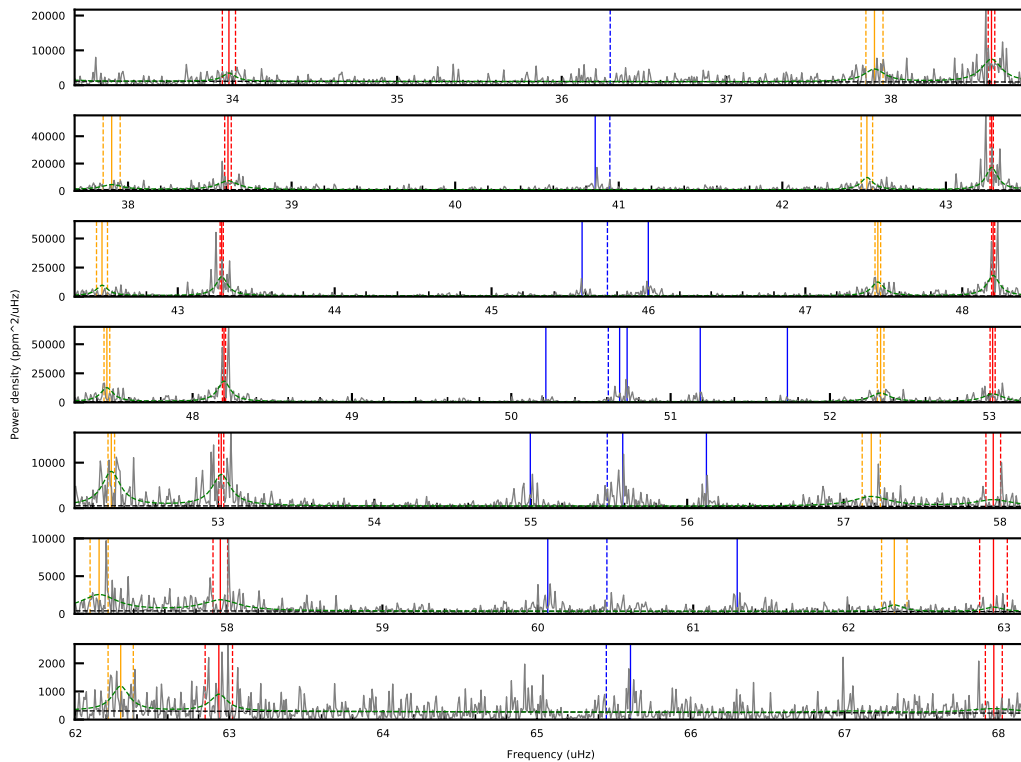 20000
10000
0
34 35 36 37 38
40000
20000
0
38 39 40 41 42 43
50000
25000
0
43 44 45 46 47 48
50000
25000
0
48 49 50 51 52 53
Power density (ppm^2/uHz)
10000
0
53 54 55 56 57 58
10000
5000
0
58 59 60 61 62 63
2000
1000
0
62 63 64 65 66 67 68
Frequency (uHz)